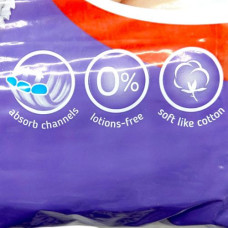 0%
absorb channels
lotions-free
soft like cotton